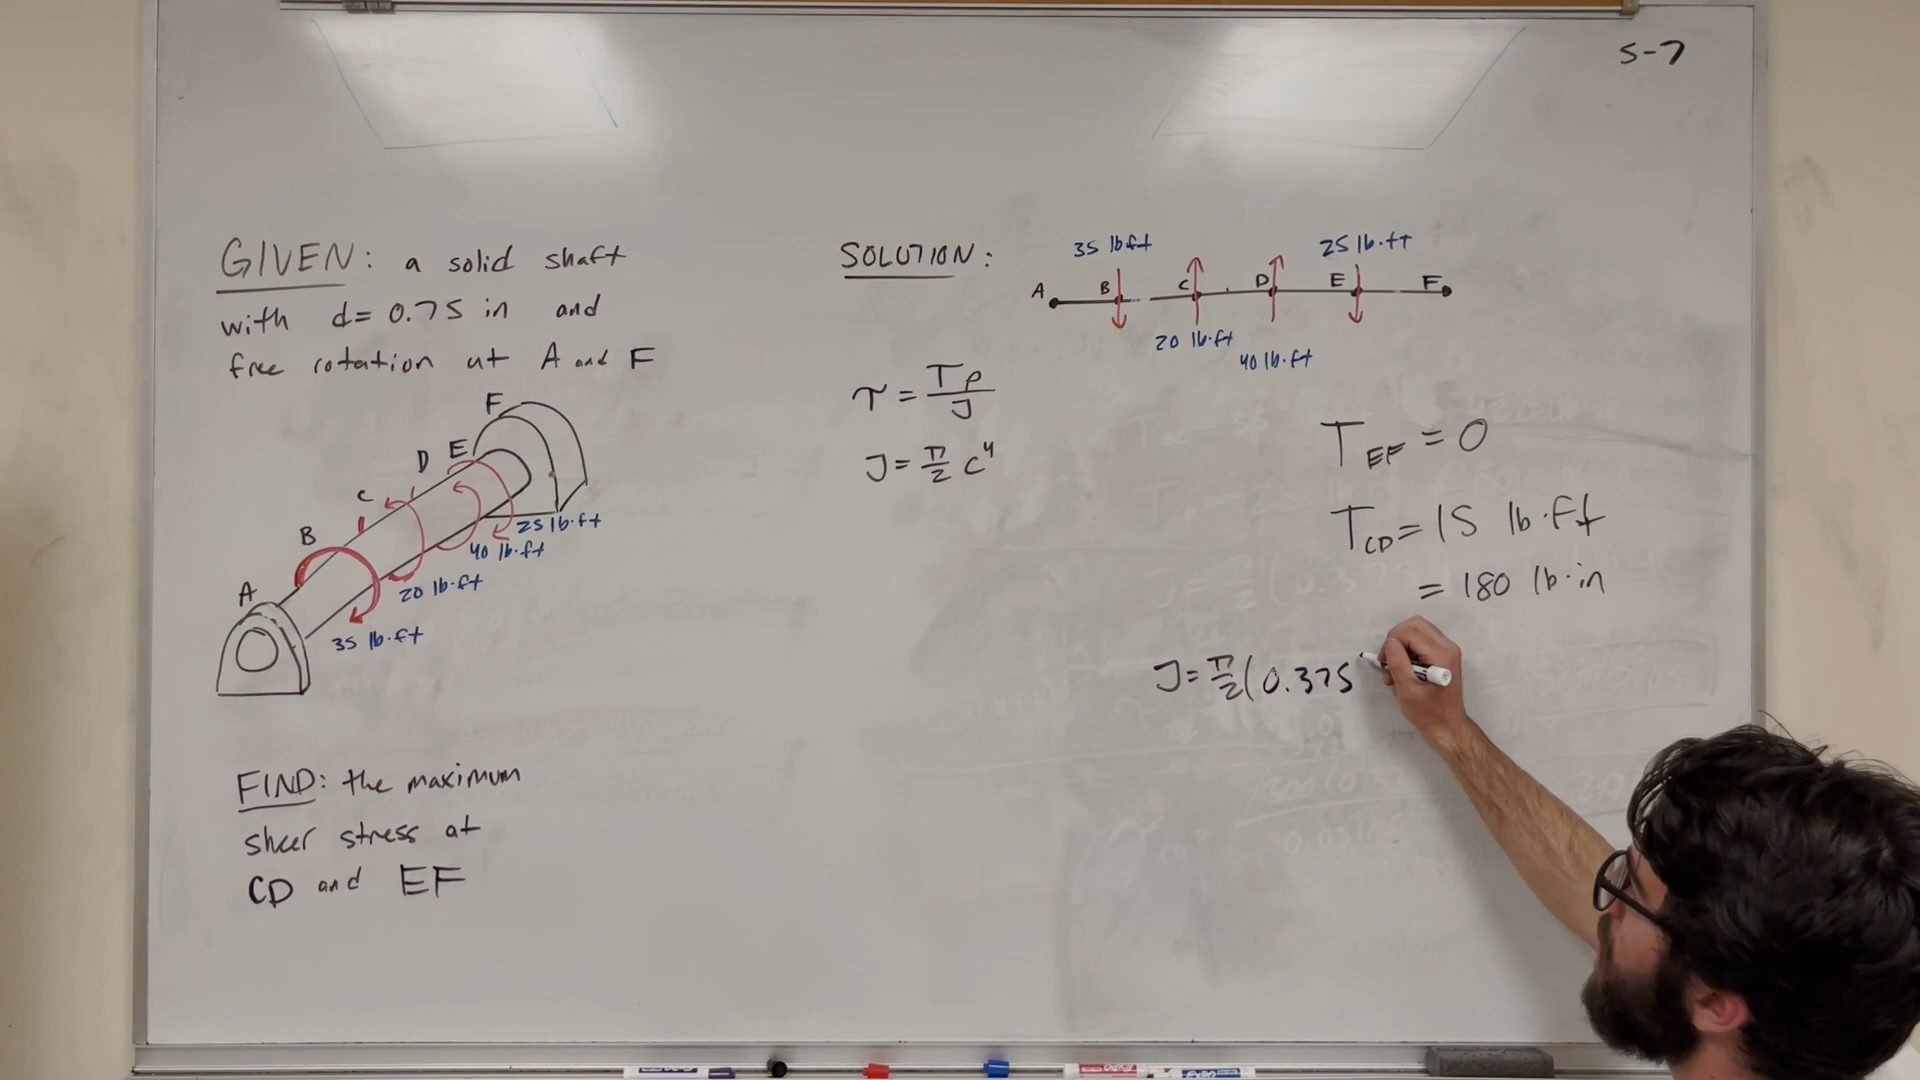 S-7
GIVEN: a solid shaft
with d= 0.75 in and
free rotation at A and F
F
E
D
C
B
A
25 lb·ft
40 lb·ft
20 lb·ft
35 lb·ft
FIND: the maximum
sheer stress at
CD and EF
SOLUTION:
35 lb·ft
25 lb·ft
A B C D E F
20 lb·ft
40 lb·ft
τ = Tρ/J
J = π/2 c⁴
T_EF = 0
T_CD = 15 lb·ft
= 180 lb·in
J = π/2 (0.375